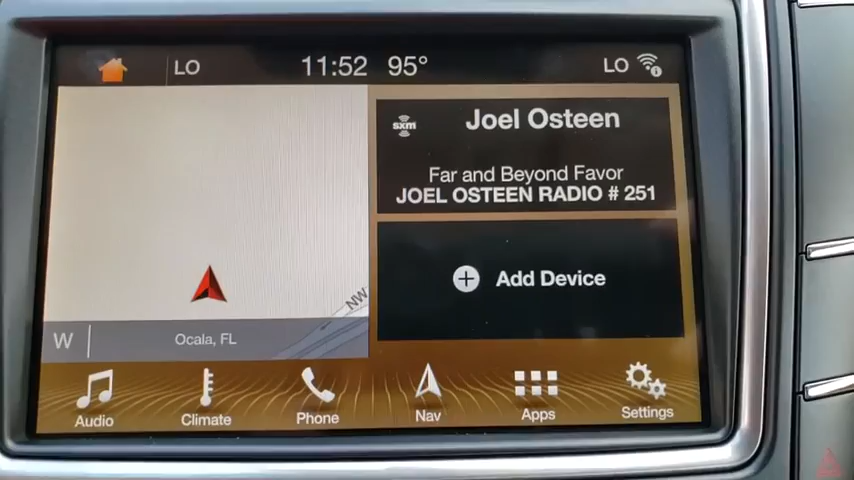 LO 11:52 95° LO
sxm
Joel Osteen
Far and Beyond Favor
JOEL OSTEEN RADIO # 251
Add Device
NW
W Ocala, FL
Audio Climate Phone Nav Apps Settings